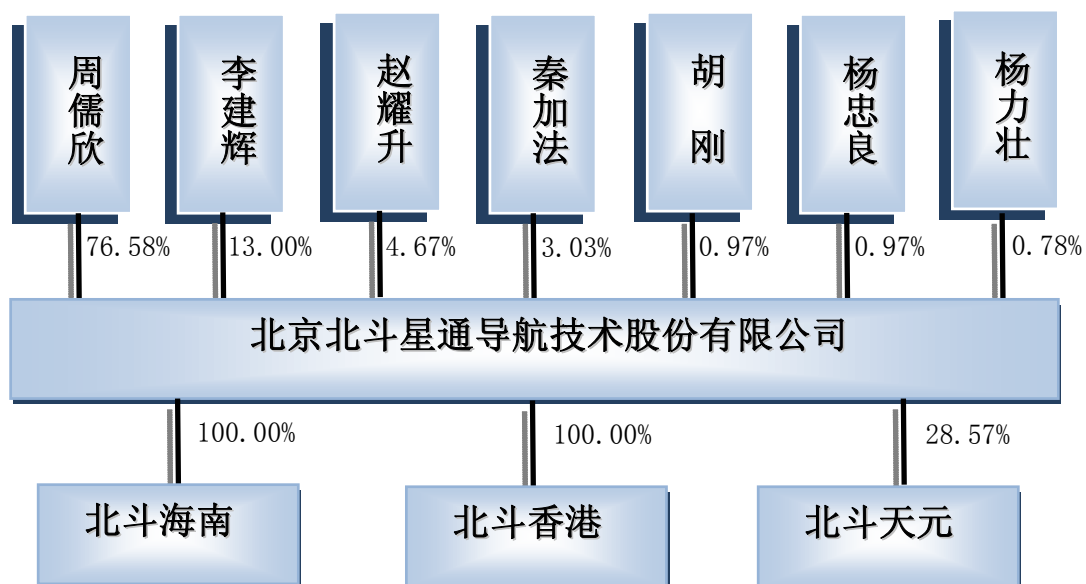 周儒欣
李建辉
赵耀升
秦加法
胡刚
杨忠良
杨力壮
76.58%
13.00%
4.67%
3.03%
0.97%
0.97%
0.78%
北京北斗星通导航技术股份有限公司
100.00%
100.00%
28.57%
北斗海南
北斗香港
北斗天元